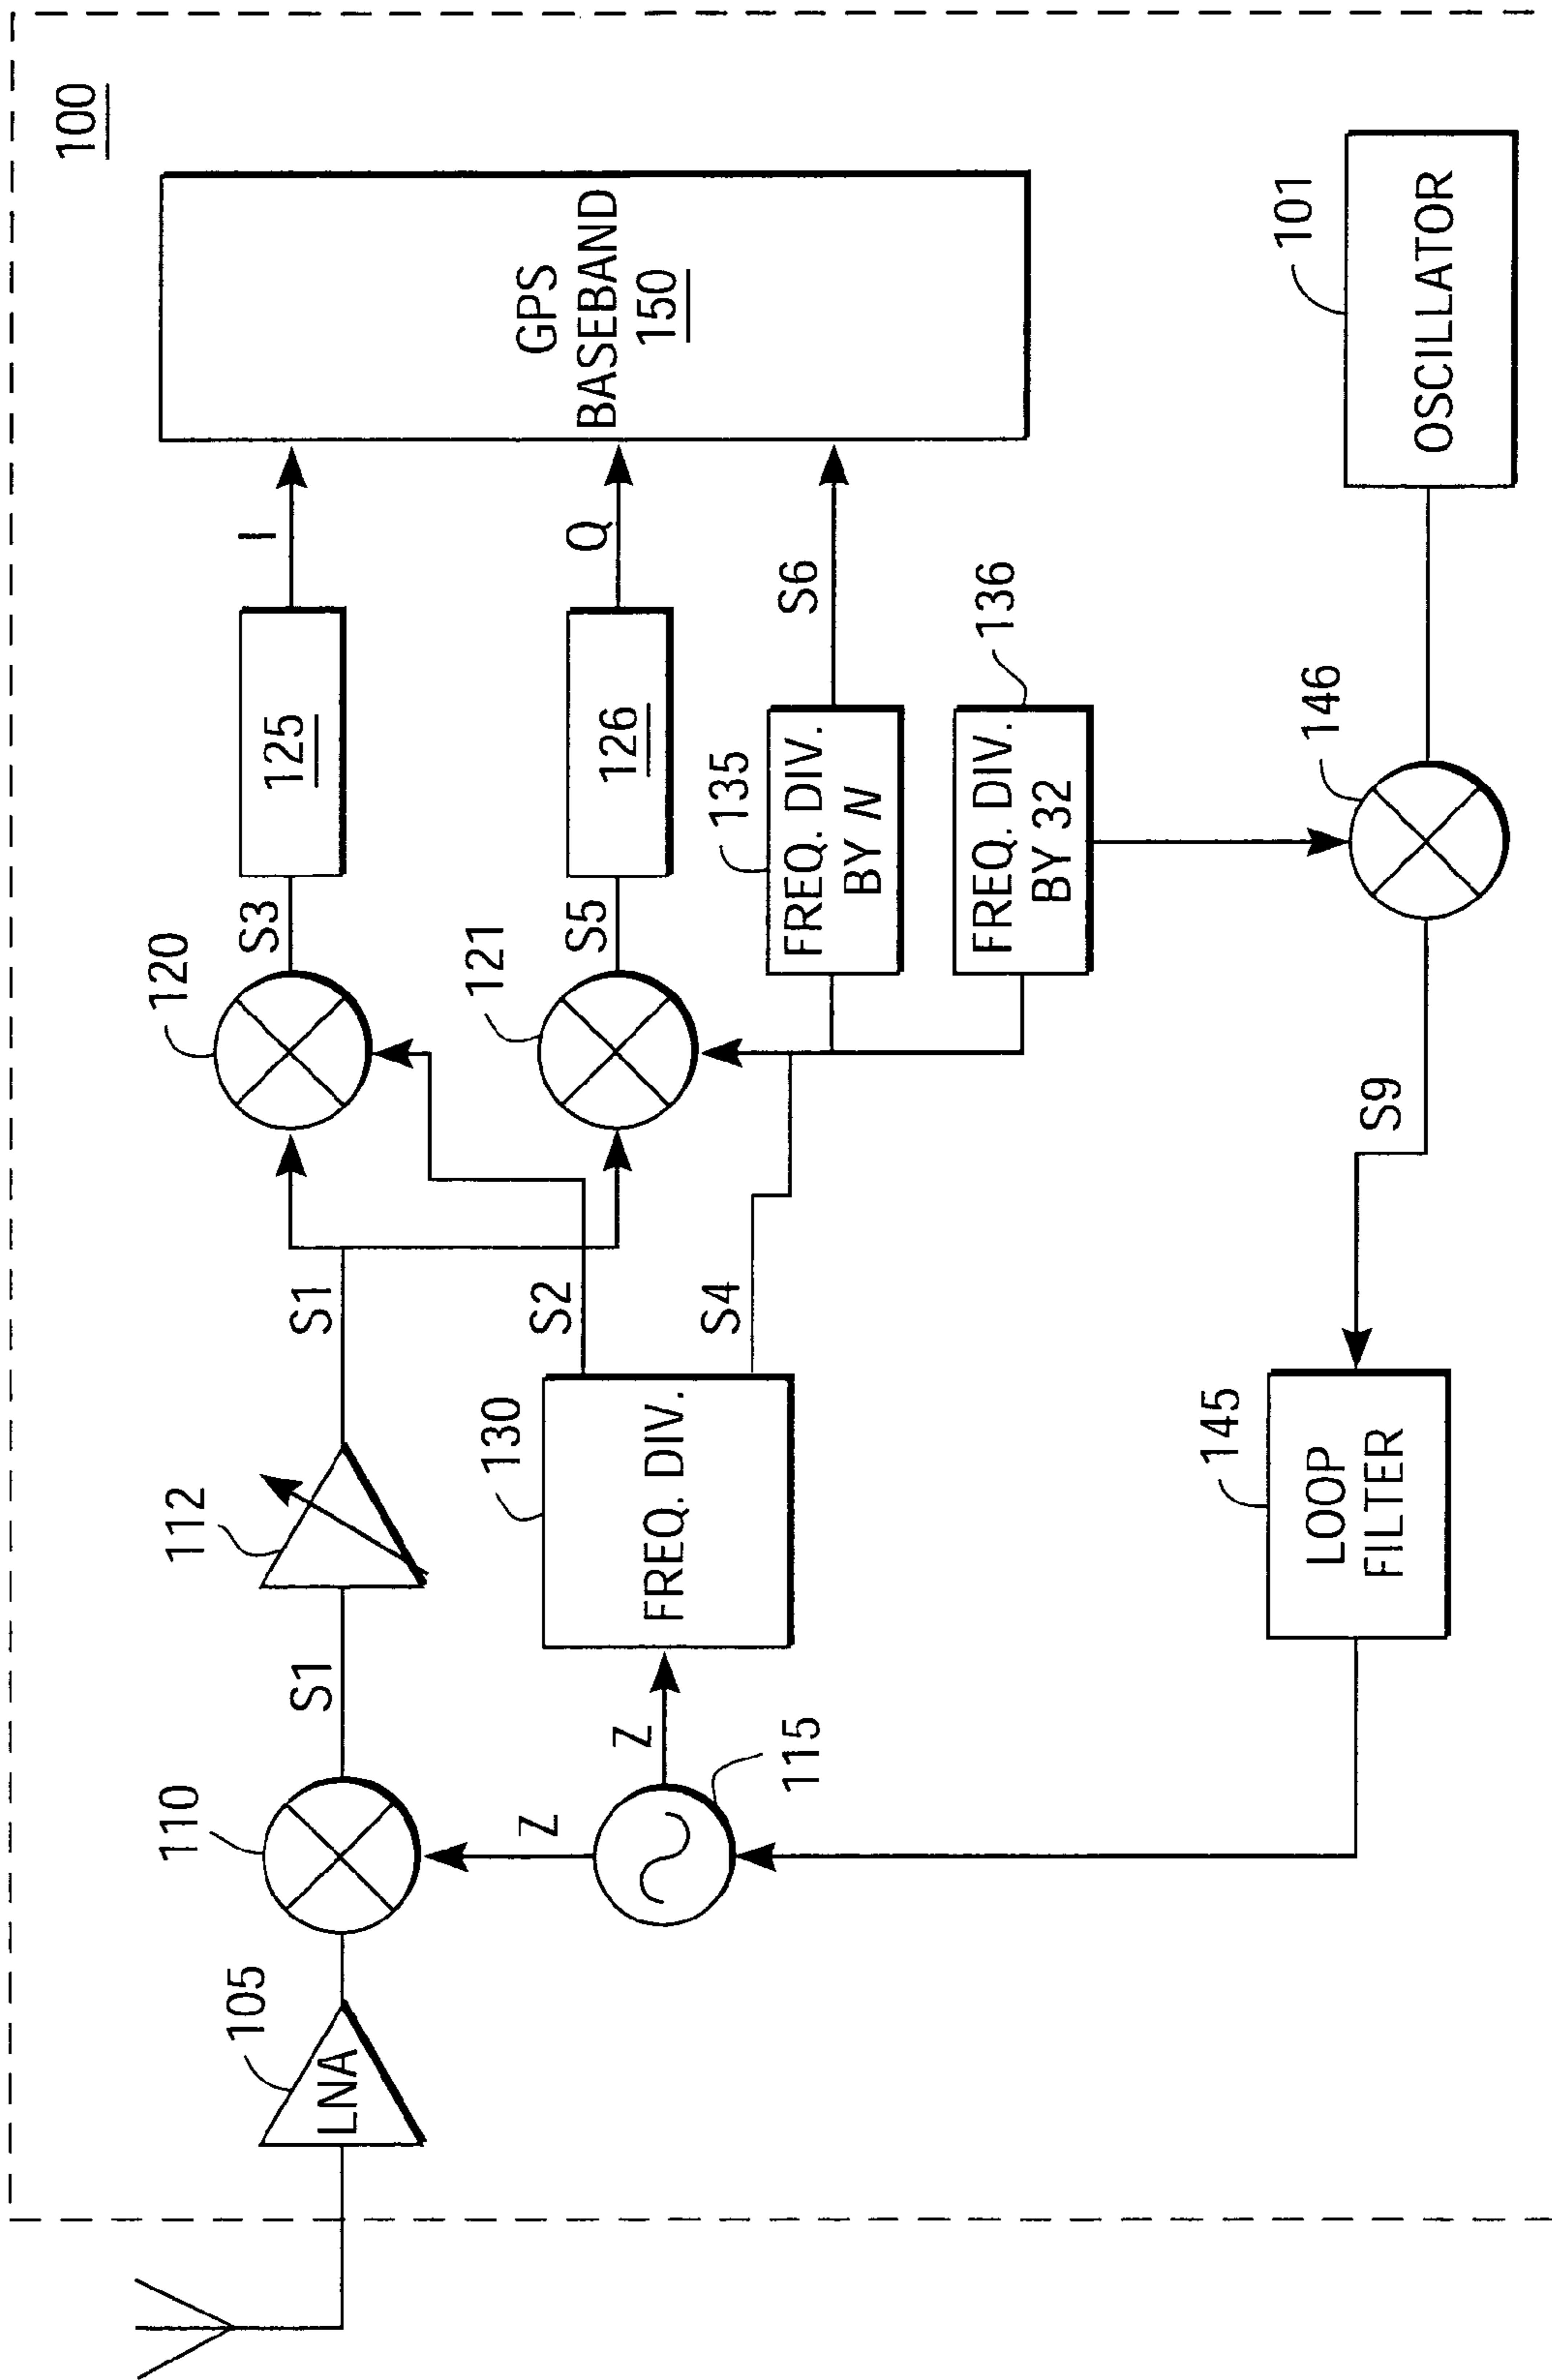 100
105
LNA
110
S1
112
S1
120
S3
125
I
GPS
BASEBAND
150
Z
115
Z
130
FREQ. DIV.
S2
S4
121
S5
126
Q
135
FREQ. DIV.
BY N
S6
136
FREQ. DIV.
BY 32
145
LOOP
FILTER
S9
146
101
OSCILLATOR